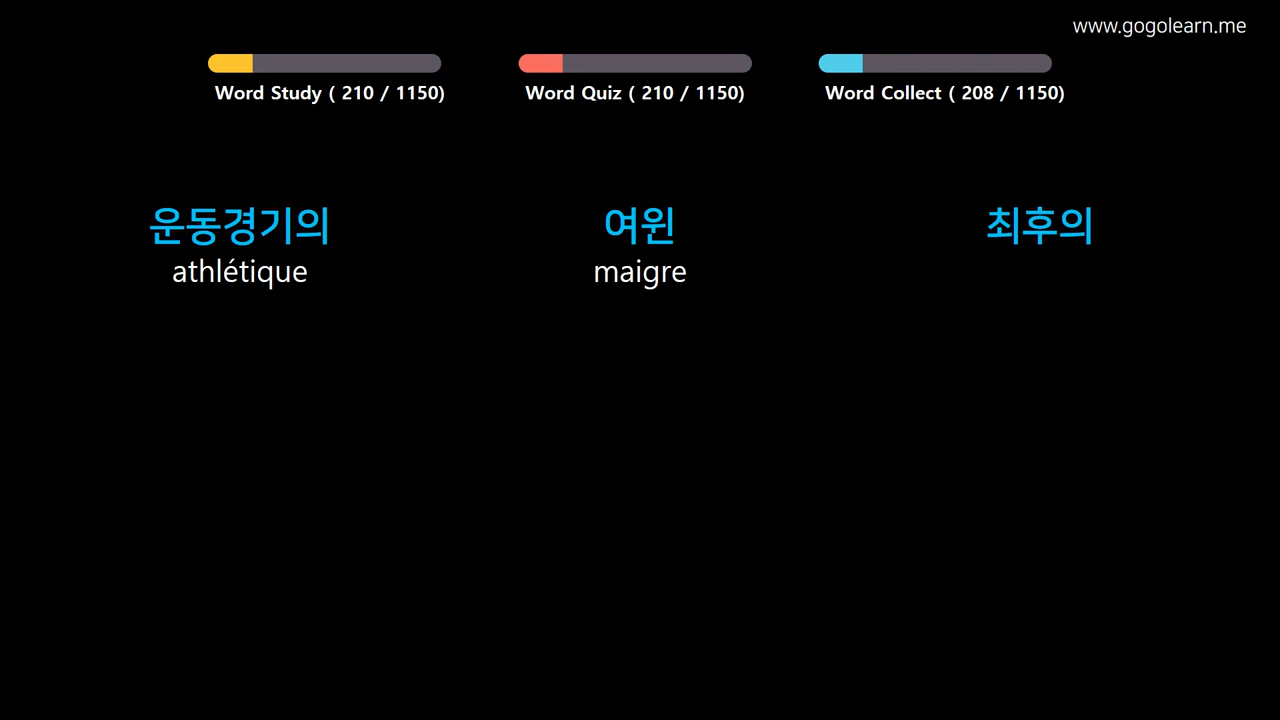 www.gogolearn.me
Word Study ( 210 / 1150)
Word Quiz ( 210 / 1150)
Word Collect ( 208 / 1150)
운동경기의
athlétique
여윈
maigre
최후의